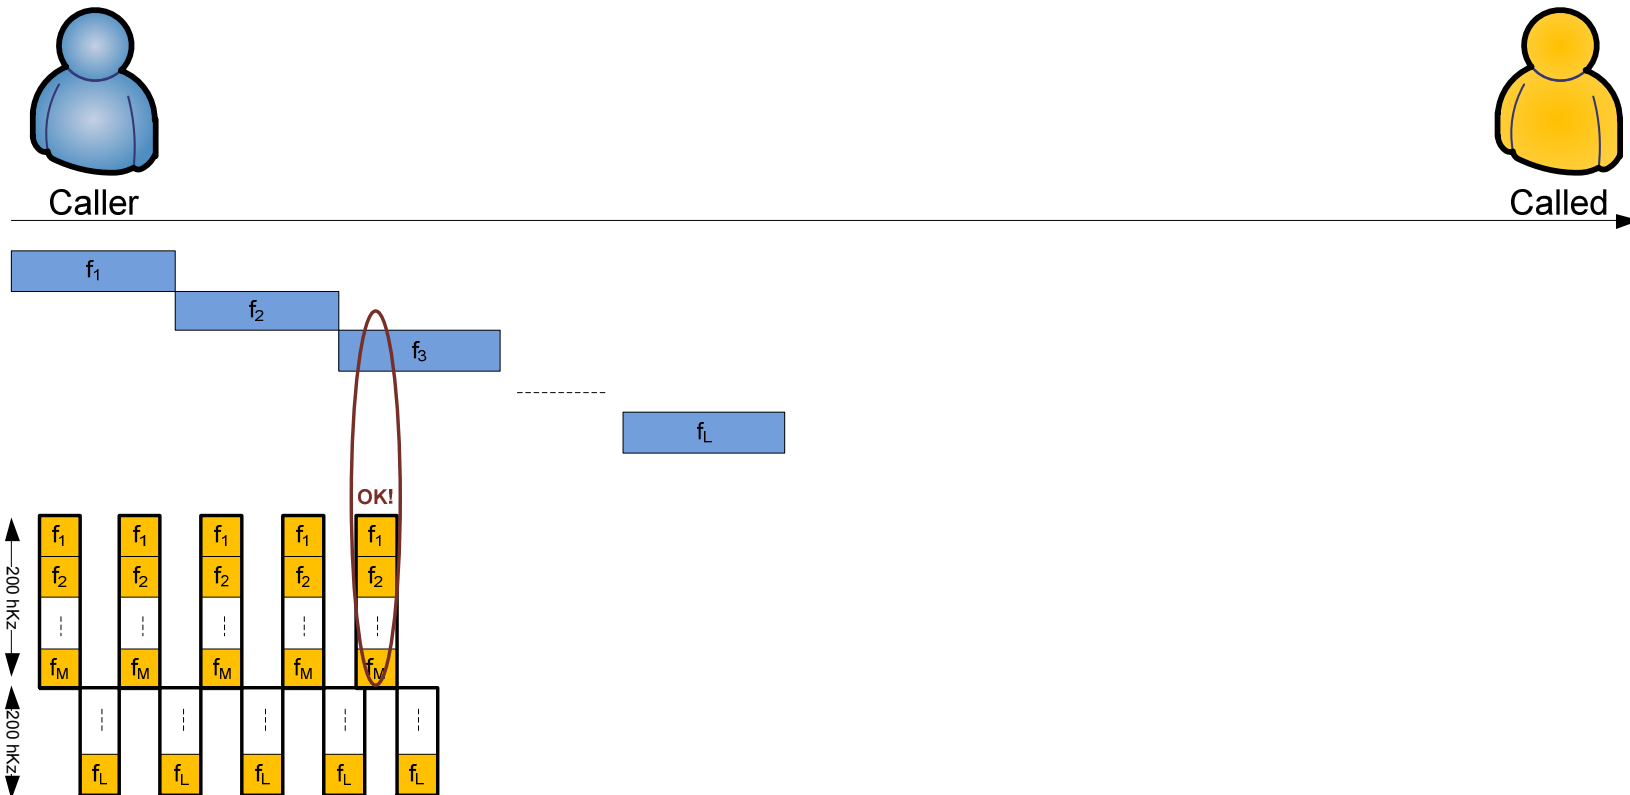 Caller
Called
f1
f2
f3
fL
OK!
f1 f1 f1 f1 f1
f2 f2 f2 f2 f2
200 hKz
fM fM fM fM fM
200 hKz
fL fL fL fL fL